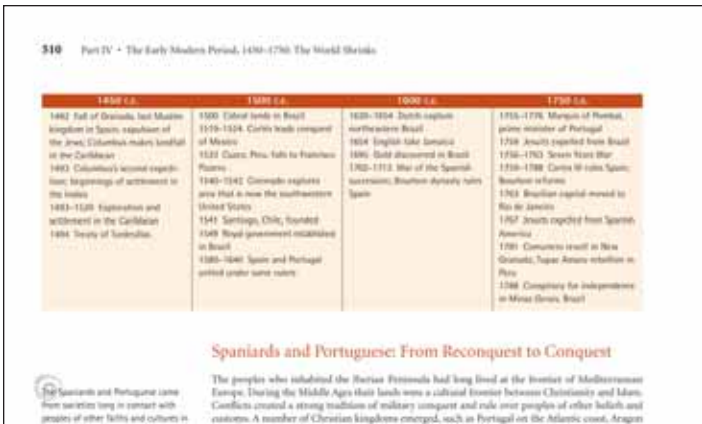 510 Part IV • The Early Modern Period, 1450–1750: The World Shrinks
1450 C.E.
1492 Fall of Granada, last Muslim
kingdom in Spain; expulsion of
the Jews; Columbus makes landfall
in the Caribbean
1493 Columbus's second expedi-
tion; beginnings of settlement in
the Indies
1493–1520 Exploration and
settlement in the Caribbean
1494 Treaty of Tordesillas
1500 C.E.
1500 Cabral lands in Brazil
1519–1524 Cortés leads conquest
of Mexico
1533 Cuzco, Peru, falls to Francisco
Pizarro
1540–1542 Coronado explores
area that is now the southwestern
United States
1541 Santiago, Chile, founded
1549 Royal government established
in Brazil
1580–1640 Spain and Portugal
united under same rulers
1600 C.E.
1630–1654 Dutch capture
northeastern Brazil
1654 English take Jamaica
1695 Gold discovered in Brazil
1702–1713 War of the Spanish
succession; Bourbon dynasty rules
Spain
1750 C.E.
1755–1776 Marquis of Pombal,
prime minister of Portugal
1759 Jesuits expelled from Brazil
1756–1763 Seven Years War
1759–1788 Carlos III rules Spain;
Bourbon reforms
1763 Brazilian capital moved to
Rio de Janeiro
1767 Jesuits expelled from Spanish
America
1781 Comunero revolt in New
Granada; Tupac Amaru rebellion in
Peru
1788 Conspiracy for independence
in Minas Gerais, Brazil
Spaniards and Portuguese: From Reconquest to Conquest
The Spaniards and Portuguese came
from societies long in contact with
peoples of other faiths and cultures in
The peoples who inhabited the Iberian Peninsula had long lived at the frontier of Mediterranean
Europe. During the Middle Ages their lands were a cultural frontier between Christianity and Islam.
Conflicts created a strong tradition of military conquest and rule over peoples of other beliefs and
customs. A number of Christian kingdoms emerged, such as Portugal on the Atlantic coast, Aragon